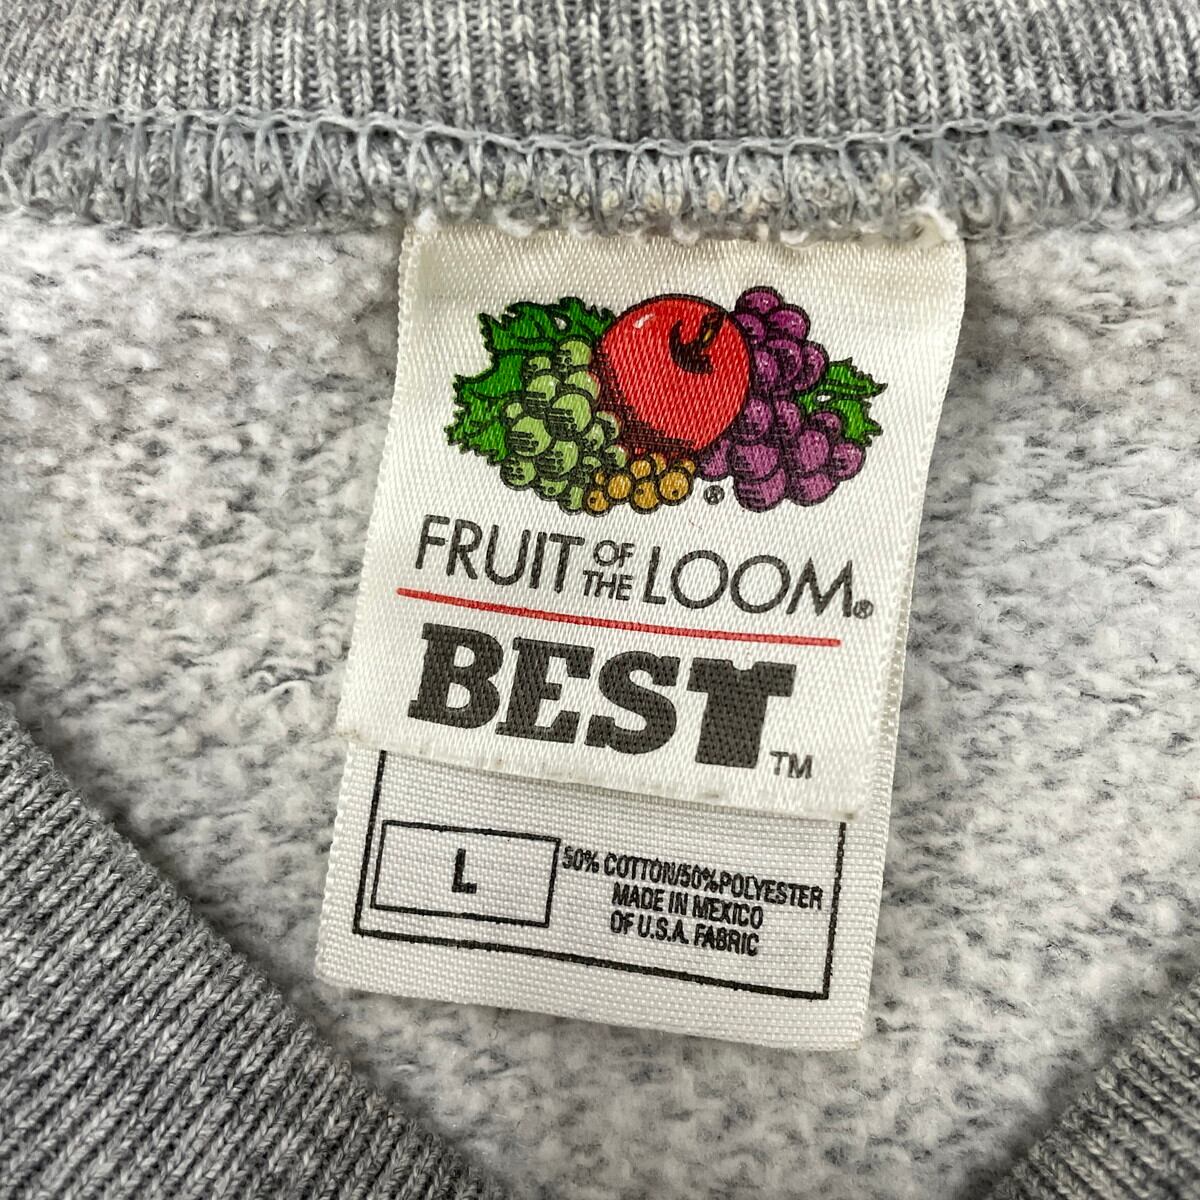 ®
FRUIT OF THE LOOM®
BEST™
L
50% COTTON/50% POLYESTER
MADE IN MEXICO
OF U.S.A. FABRIC